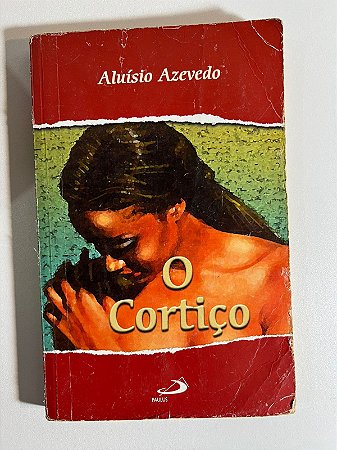 Aluísio Azevedo
O
Cortiço
PAULUS